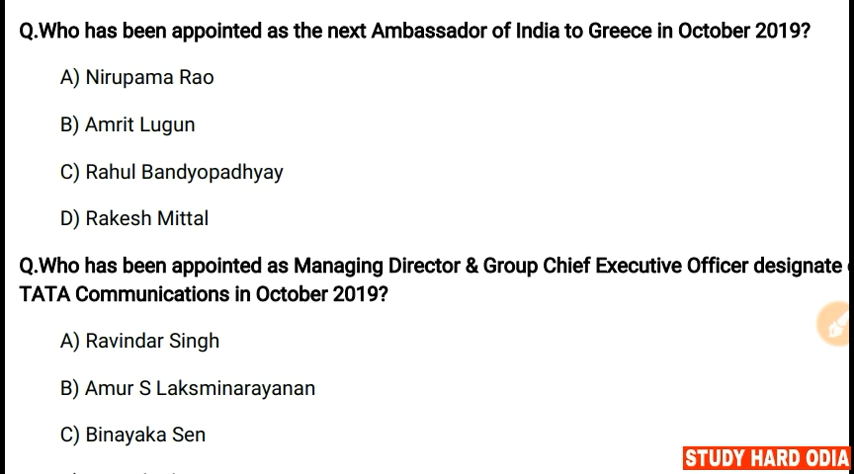 Q.Who has been appointed as the next Ambassador of India to Greece in October 2019?
A) Nirupama Rao
B) Amrit Lugun
C) Rahul Bandyopadhyay
D) Rakesh Mittal
Q.Who has been appointed as Managing Director & Group Chief Executive Officer designate
TATA Communications in October 2019?
A) Ravindar Singh
B) Amur S Laksminarayanan
C) Binayaka Sen
STUDY HARD ODIA